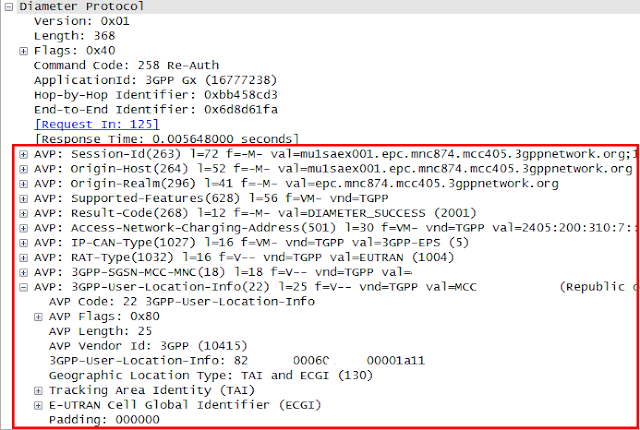 Diameter Protocol
Version: 0x01
Length: 368
Flags: 0x40
Command Code: 258 Re-Auth
ApplicationId: 3GPP Gx (16777238)
Hop-by-Hop Identifier: 0xbb458cd3
End-to-End Identifier: 0x6d8d61fa
[Request In: 125]
[Response Time: 0.005648000 seconds]
AVP: Session-Id(263) l=72 f=-M- val=mu1saex001.epc.mnc874.mcc405.3gppnetwork.org;1
AVP: Origin-Host(264) l=52 f=-M- val=mu1saex001.epc.mnc874.mcc405.3gppnetwork.org
AVP: Origin-Realm(296) l=41 f=-M- val=epc.mnc874.mcc405.3gppnetwork.org
AVP: Supported-Features(628) l=56 f=VM- vnd=TGPP
AVP: Result-Code(268) l=12 f=-M- val=DIAMETER_SUCCESS (2001)
AVP: Access-Network-Charging-Address(501) l=30 f=VM- vnd=TGPP val=2405:200:310:7::
AVP: IP-CAN-Type(1027) l=16 f=VM- vnd=TGPP val=3GPP-EPS (5)
AVP: RAT-Type(1032) l=16 f=V-- vnd=TGPP val=EUTRAN (1004)
AVP: 3GPP-SGSN-MCC-MNC(18) l=18 f=V-- vnd=TGPP val=
AVP: 3GPP-User-Location-Info(22) l=25 f=V-- vnd=TGPP val=MCC (Republic o
AVP Code: 22 3GPP-User-Location-Info
AVP Flags: 0x80
AVP Length: 25
AVP Vendor Id: 3GPP (10415)
3GPP-User-Location-Info: 82 00060 00001a11
Geographic Location Type: TAI and ECGI (130)
Tracking Area Identity (TAI)
E-UTRAN Cell Global Identifier (ECGI)
Padding: 000000